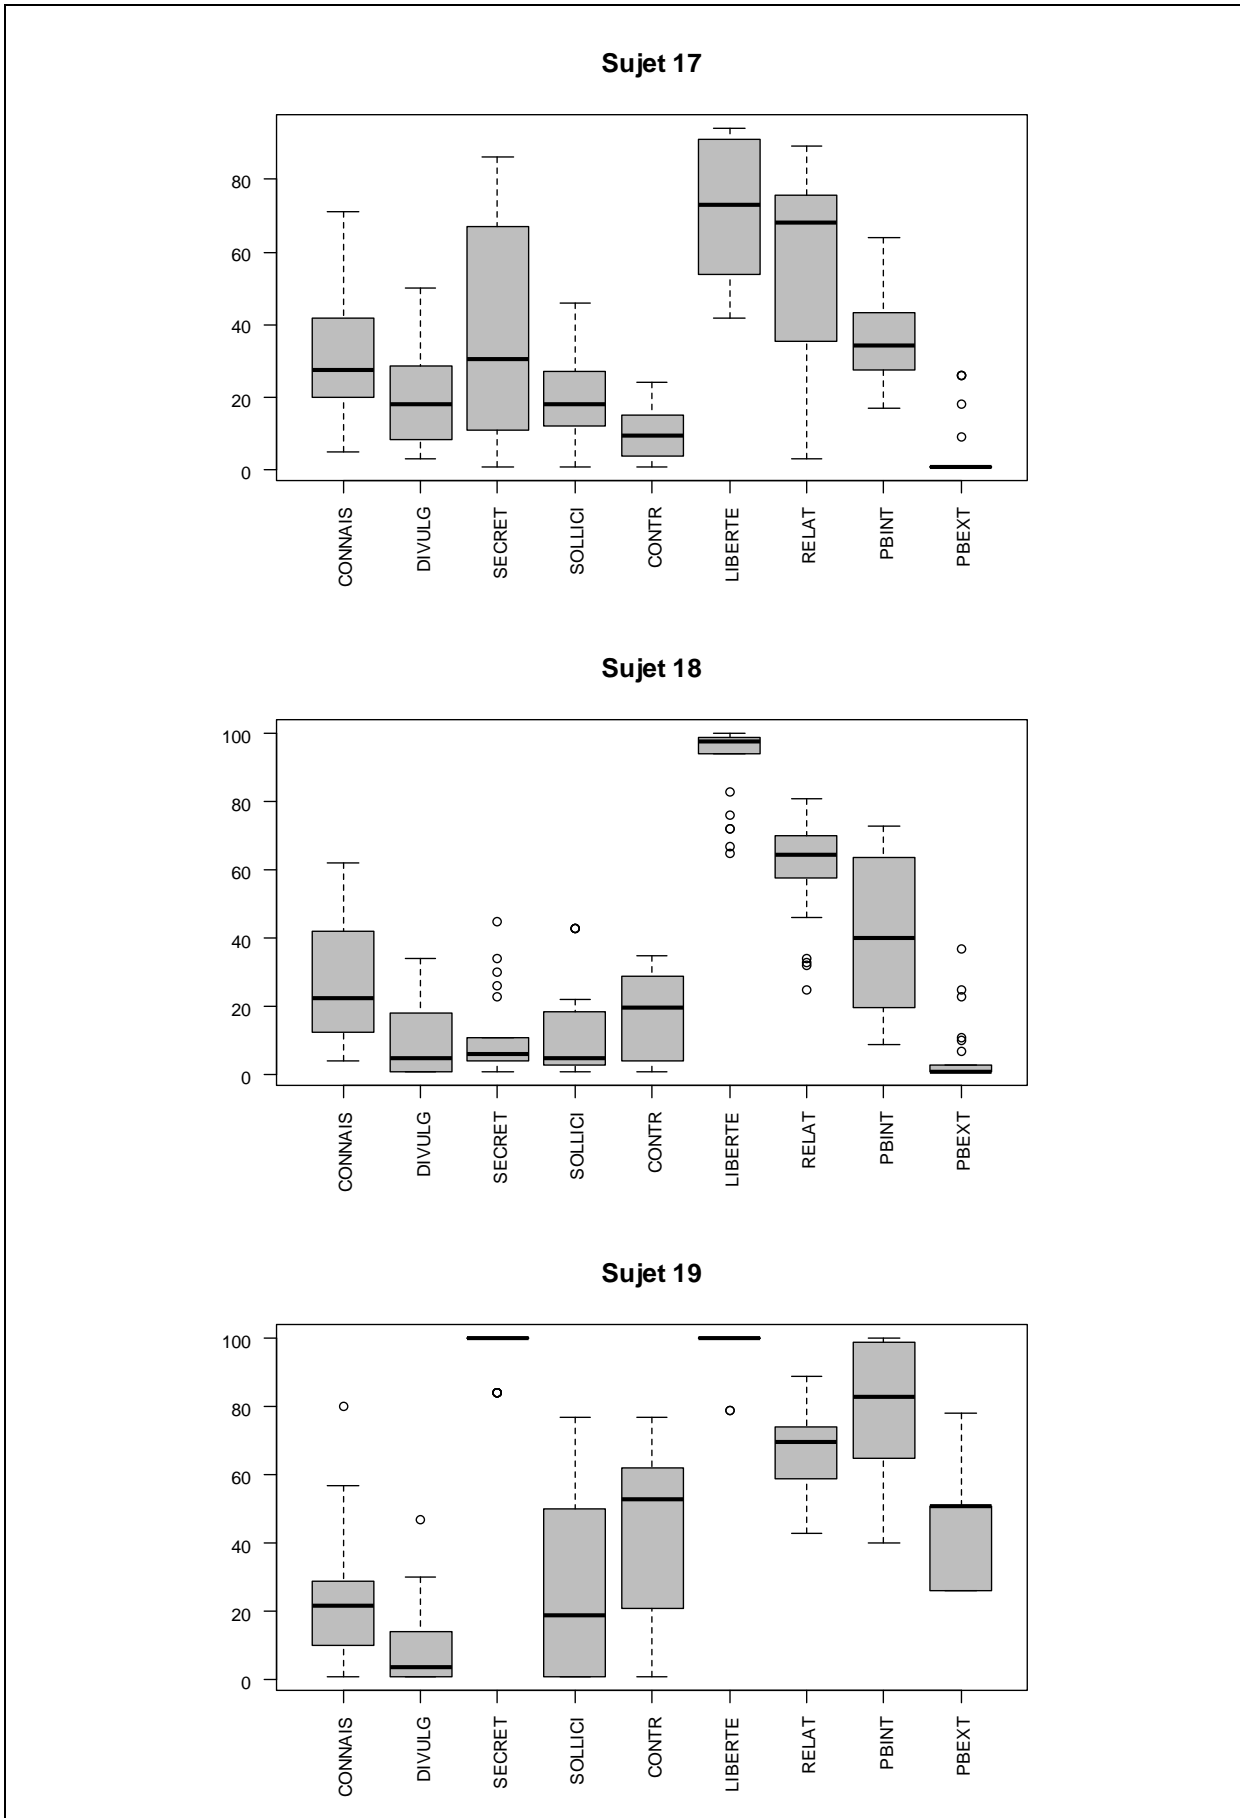 Sujet 17
80
60
40
20
0
CONNAIS
DIVULG
SECRET
SOLLICI
CONTR
LIBERTE
RELAT
PBINT
PBEXT
Sujet 18
100
80
60
40
20
0
CONNAIS
DIVULG
SECRET
SOLLICI
CONTR
LIBERTE
RELAT
PBINT
PBEXT
Sujet 19
100
80
60
40
20
0
CONNAIS
DIVULG
SECRET
SOLLICI
CONTR
LIBERTE
RELAT
PBINT
PBEXT